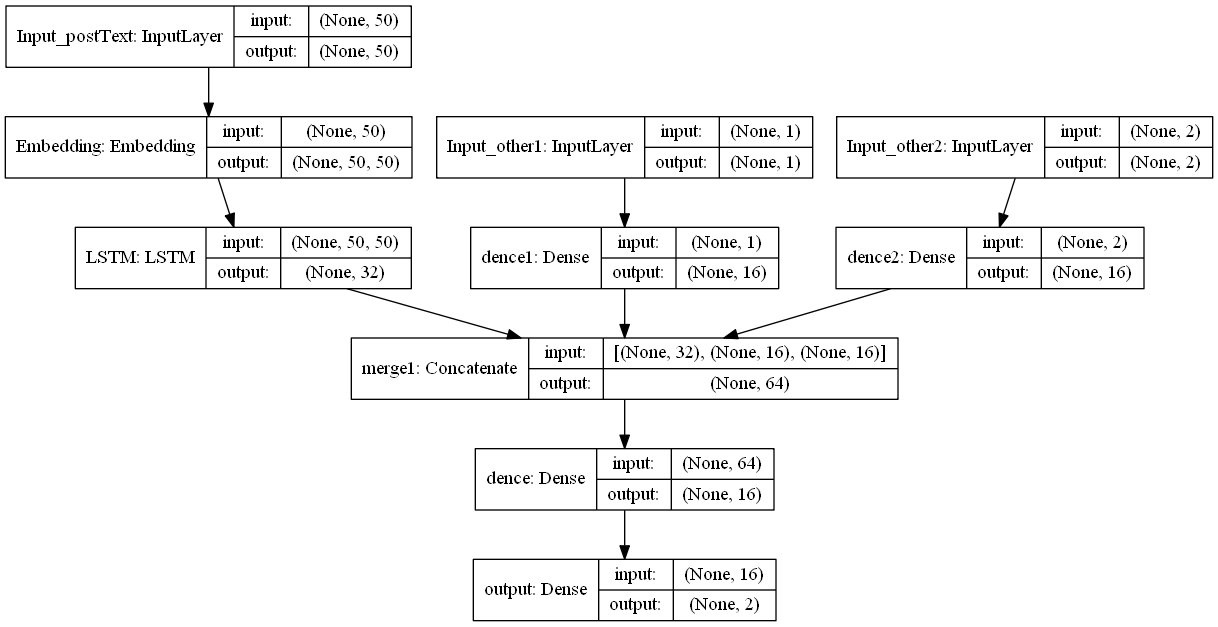 Input_postText: InputLayer
input: (None, 50)
output: (None, 50)
Embedding: Embedding
input: (None, 50)
output: (None, 50, 50)
Input_other1: InputLayer
input: (None, 1)
output: (None, 1)
Input_other2: InputLayer
input: (None, 2)
output: (None, 2)
LSTM: LSTM
input: (None, 50, 50)
output: (None, 32)
dence1: Dense
input: (None, 1)
output: (None, 16)
dence2: Dense
input: (None, 2)
output: (None, 16)
merge1: Concatenate
input: [(None, 32), (None, 16), (None, 16)]
output: (None, 64)
dence: Dense
input: (None, 64)
output: (None, 16)
output: Dense
input: (None, 16)
output: (None, 2)